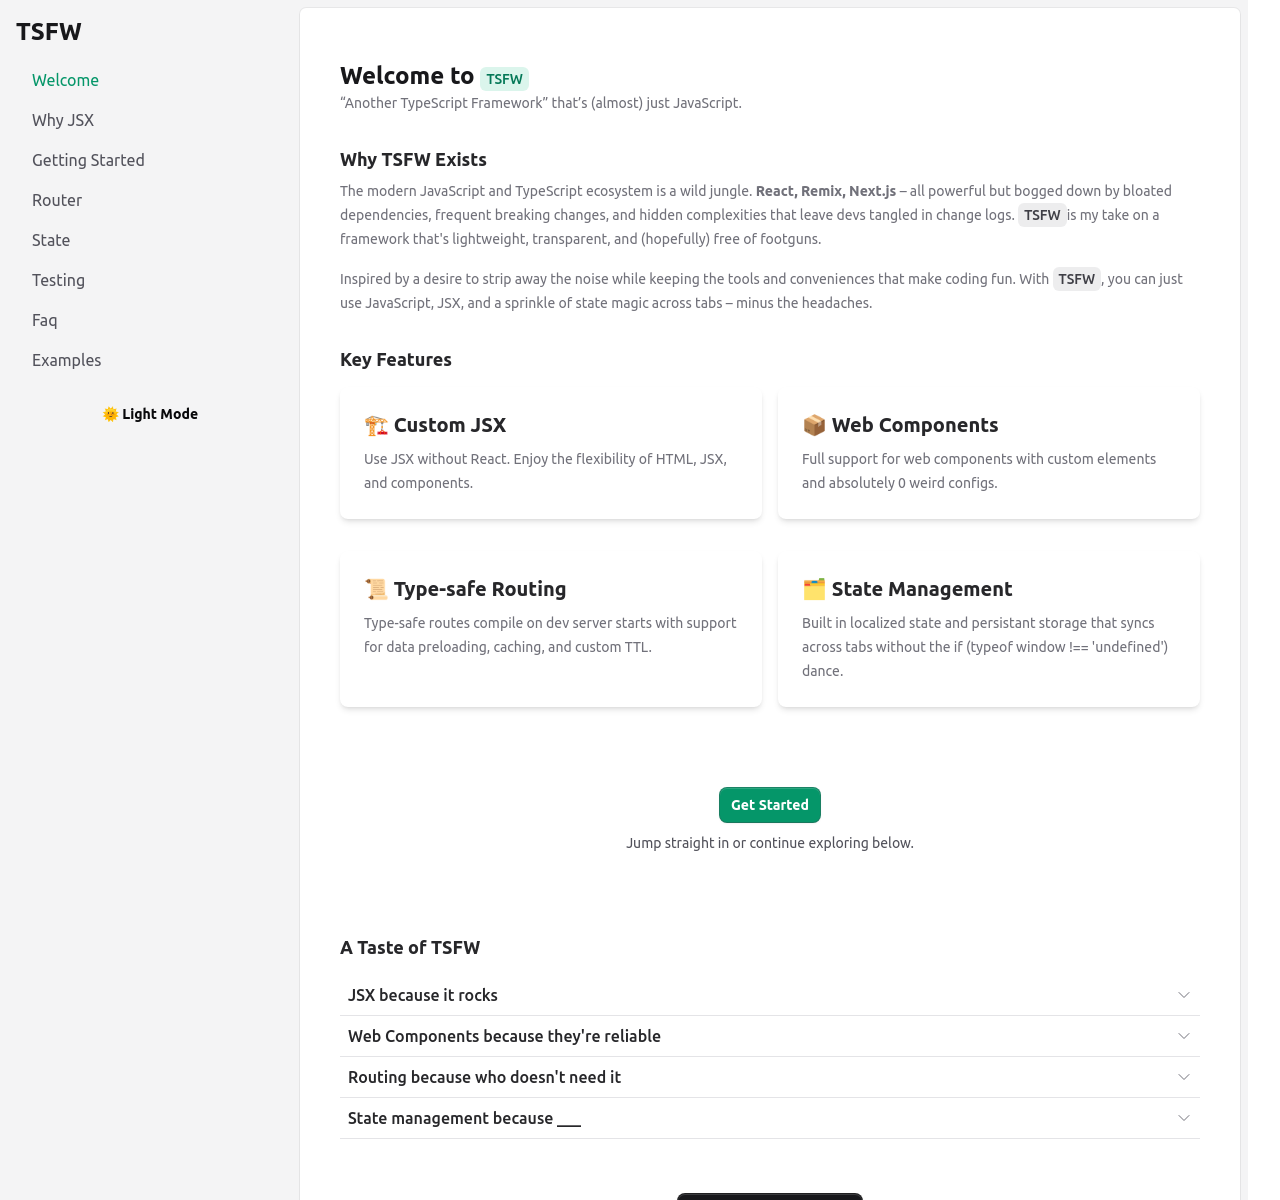 TSFW
Welcome
Why JSX
Getting Started
Router
State
Testing
Faq
Examples
🌞 Light Mode
Welcome to TSFW
“Another TypeScript Framework” that’s (almost) just JavaScript.
Why TSFW Exists
The modern JavaScript and TypeScript ecosystem is a wild jungle. React, Remix, Next.js – all powerful but bogged down by bloated
dependencies, frequent breaking changes, and hidden complexities that leave devs tangled in change logs. TSFW is my take on a
framework that's lightweight, transparent, and (hopefully) free of footguns.
Inspired by a desire to strip away the noise while keeping the tools and conveniences that make coding fun. With TSFW , you can just
use JavaScript, JSX, and a sprinkle of state magic across tabs – minus the headaches.
Key Features
🏗️ Custom JSX
Use JSX without React. Enjoy the flexibility of HTML, JSX,
and components.
📦 Web Components
Full support for web components with custom elements
and absolutely 0 weird configs.
📜 Type-safe Routing
Type-safe routes compile on dev server starts with support
for data preloading, caching, and custom TTL.
🗂️ State Management
Built in localized state and persistant storage that syncs
across tabs without the if (typeof window !== 'undefined')
dance.
Get Started
Jump straight in or continue exploring below.
A Taste of TSFW
JSX because it rocks
Web Components because they're reliable
Routing because who doesn't need it
State management because ___